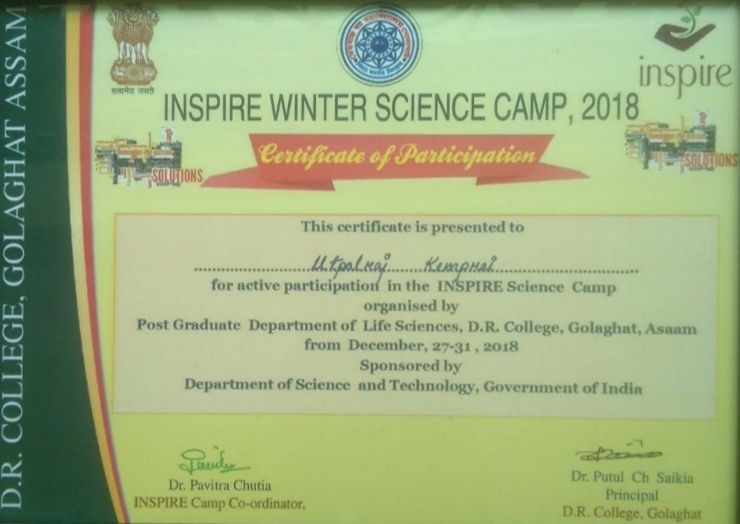 D.R. COLLEGE, GOLAGHAT ASSAM
सत्यमेव जयते
inspire
INSPIRE WINTER SCIENCE CAMP, 2018
Certificate of Participation
SOLUTIONS
SOLUTIONS
This certificate is presented to
Utpalraj Kemprai
for active participation in the INSPIRE Science Camp
organised by
Post Graduate Department of Life Sciences, D.R. College, Golaghat, Asaam
from December, 27-31, 2018
Sponsored by
Department of Science and Technology, Government of India
Dr. Pavitra Chutia
INSPIRE Camp Co-ordinator,
Dr. Putul Ch Saikia
Principal
D.R. College, Golaghat